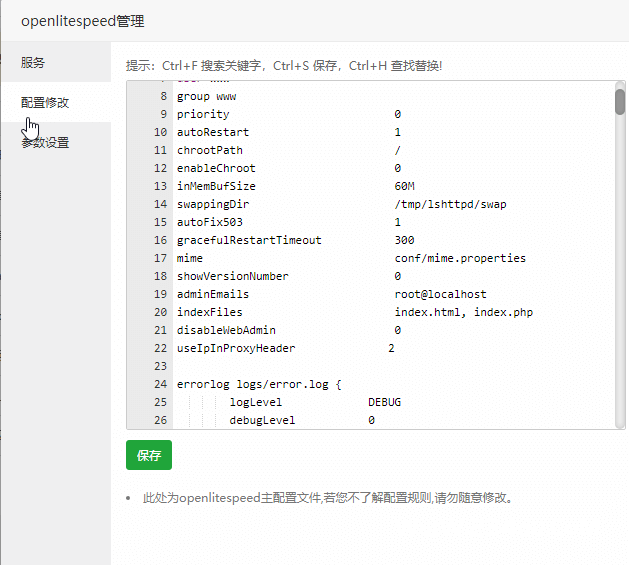 openlitespeed管理
服务
配置修改
参数设置
提示：Ctrl+F 搜索关键字，Ctrl+S 保存，Ctrl+H 查找替换!
8 group www
9 priority 0
10 autoRestart 1
11 chrootPath /
12 enableChroot 0
13 inMemBufSize 60M
14 swappingDir /tmp/lshttpd/swap
15 autoFix503 1
16 gracefulRestartTimeout 300
17 mime conf/mime.properties
18 showVersionNumber 0
19 adminEmails root@localhost
20 indexFiles index.html, index.php
21 disableWebAdmin 0
22 useIpInProxyHeader 2
23
24 errorlog logs/error.log {
25 logLevel DEBUG
26 debugLevel 0
保存
• 此处为openlitespeed主配置文件,若您不了解配置规则,请勿随意修改。